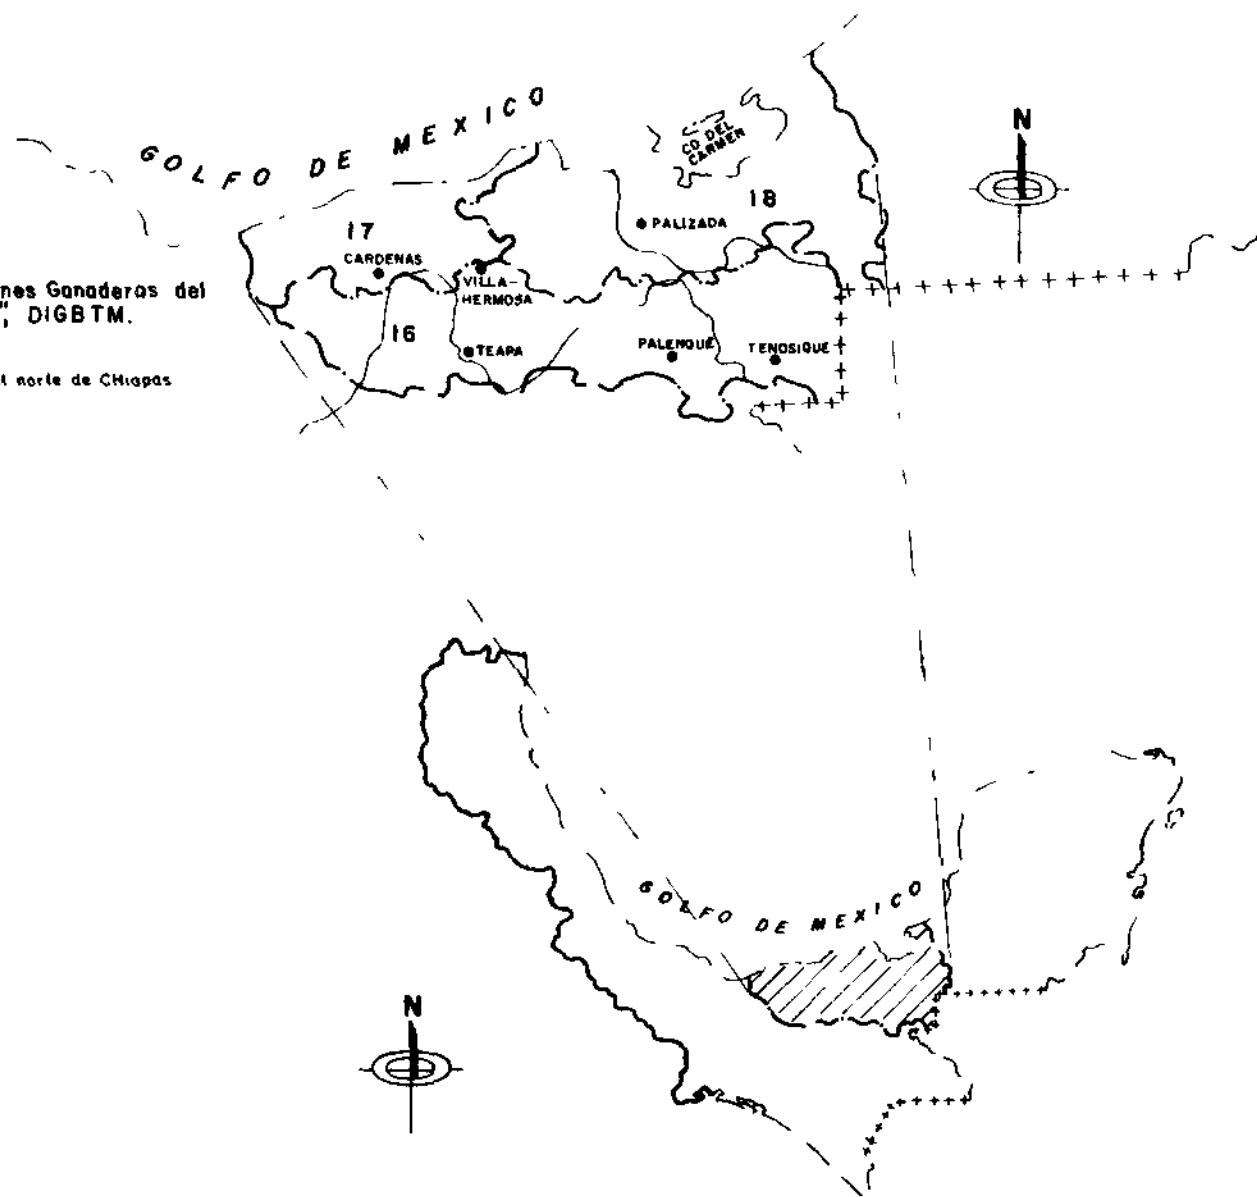 GOLFO DE MEXICO
N
CD DEL
CARMEN
18
PALIZADA
17
CARDENAS
VILLA-
HERMOSA
nes Ganaderas del
", DIGBTM.
16
TEAPA
PALENQUE
TENOSIQUE
l norte de CHiapas
GOLFO DE MEXICO
N